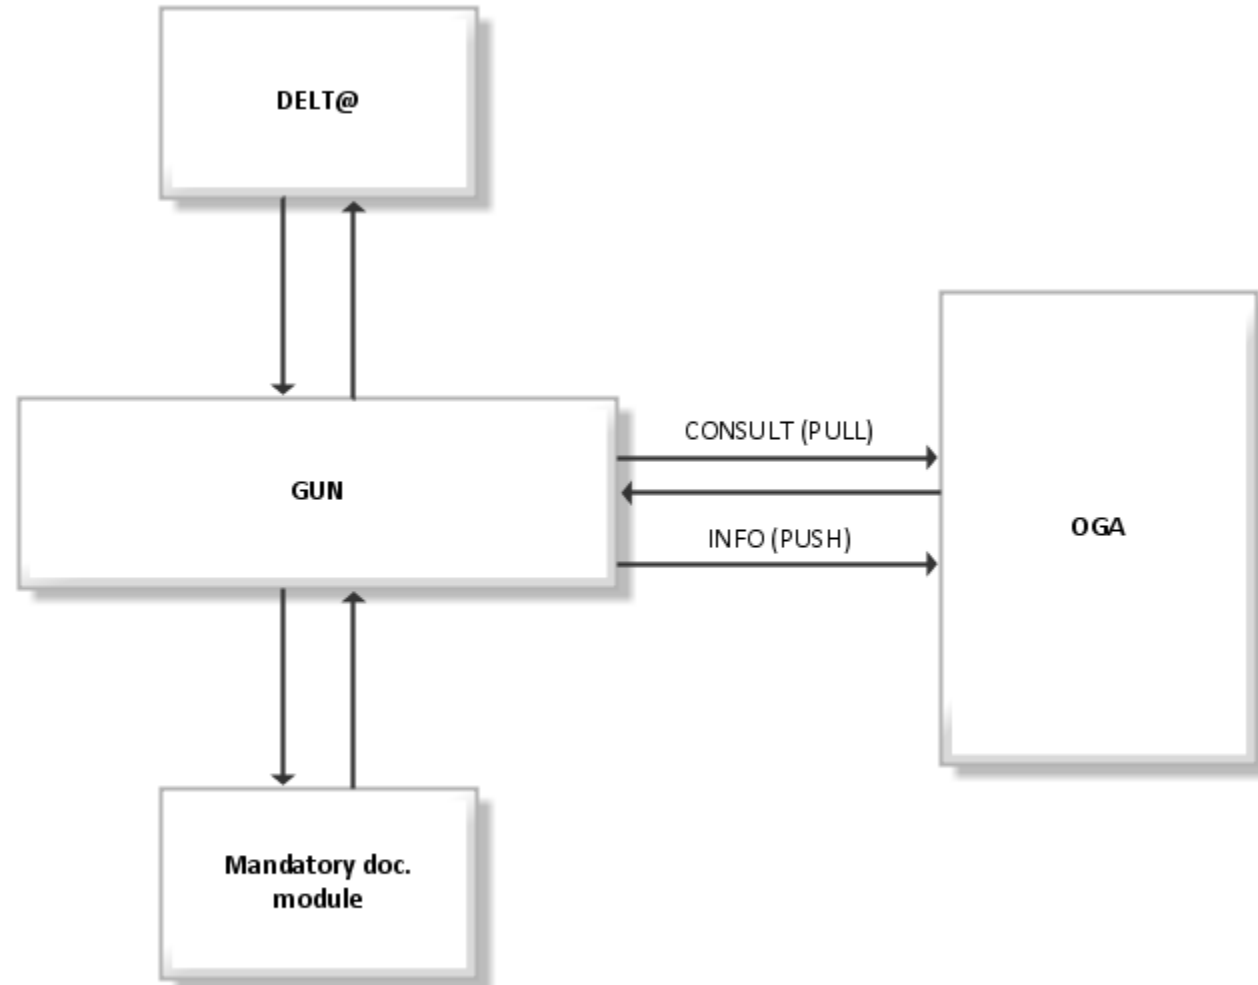 DELT@
CONSULT (PULL)
GUN
INFO (PUSH)
OGA
Mandatory doc.
module